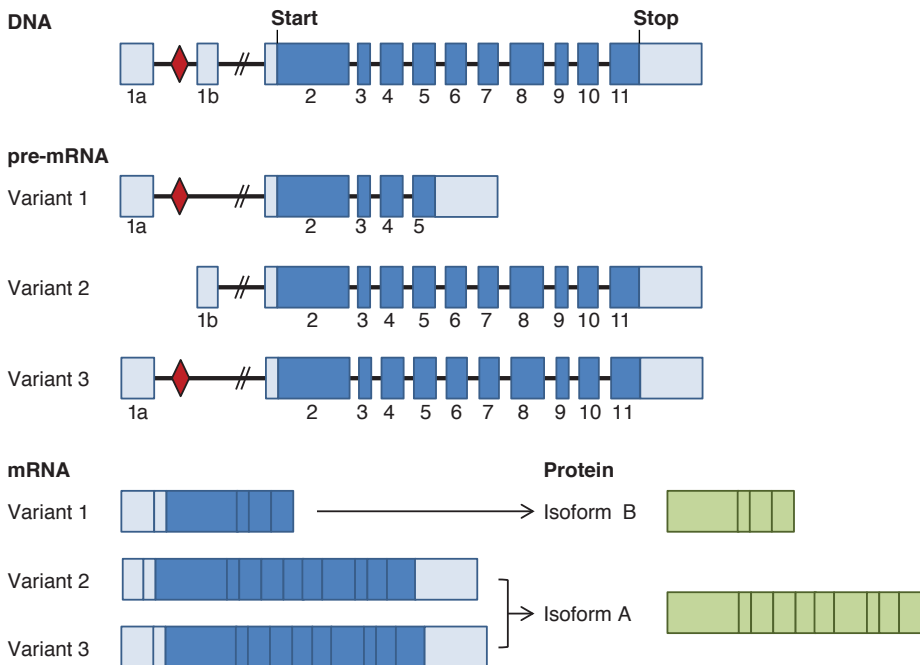 DNA Start Stop
1a 1b 2 3 4 5 6 7 8 9 10 11
pre-mRNA
Variant 1
1a 2 3 4 5
Variant 2
1b 2 3 4 5 6 7 8 9 10 11
Variant 3
1a 2 3 4 5 6 7 8 9 10 11
mRNA Protein
Variant 1 Isoform B
Variant 2
Isoform A
Variant 3